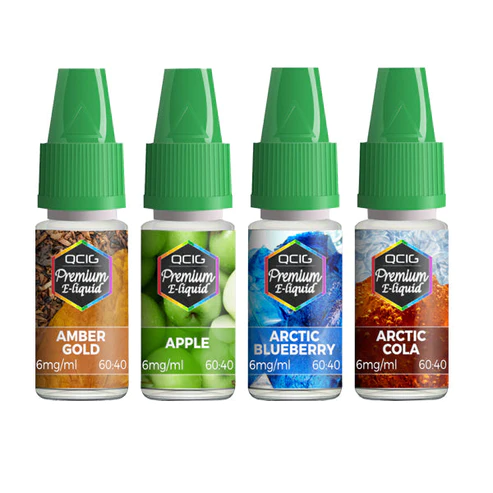 QCIG
Premium
E-liquid
AMBER
GOLD
6mg/ml 60:40
QCIG
Premium
E-liquid
APPLE
6mg/ml 60:40
QCIG
Premium
E-liquid
ARCTIC
BLUEBERRY
6mg/ml 60:40
QCIG
Premium
E-liquid
ARCTIC
COLA
6mg/ml 60:40